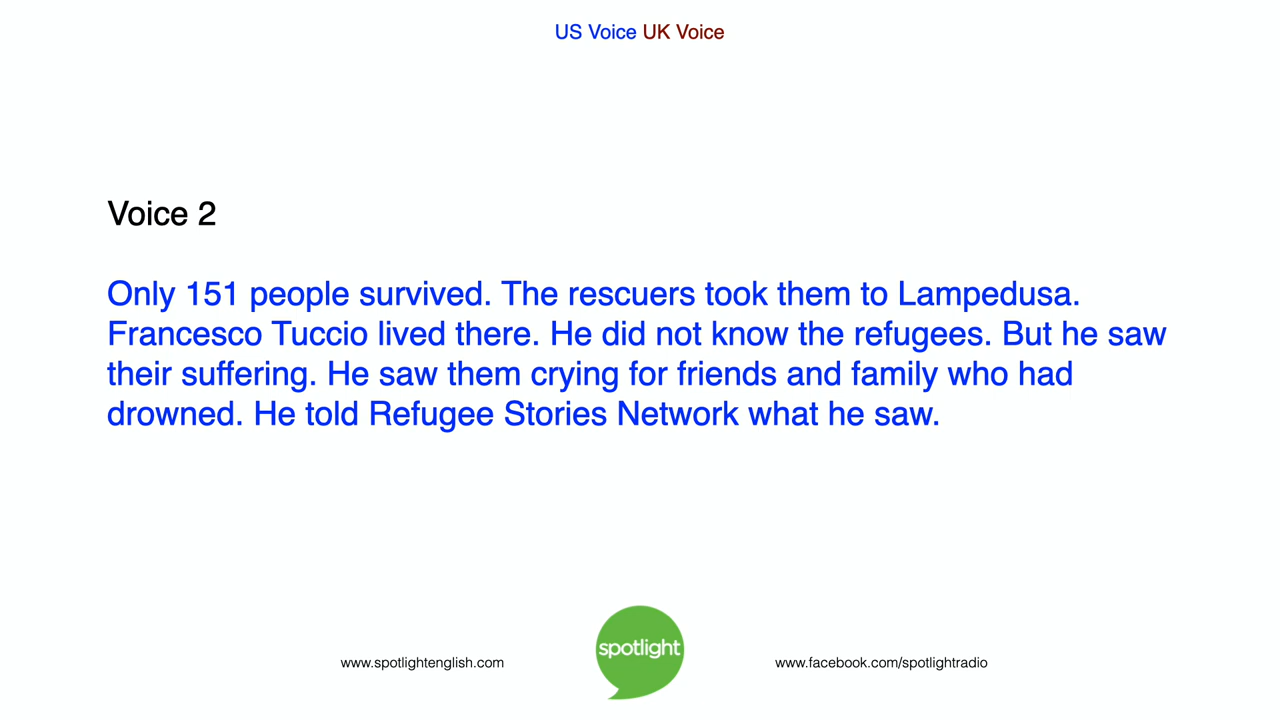 US Voice UK Voice
Voice 2
Only 151 people survived. The rescuers took them to Lampedusa.
Francesco Tuccio lived there. He did not know the refugees. But he saw
their suffering. He saw them crying for friends and family who had
drowned. He told Refugee Stories Network what he saw.
www.spotlightenglish.com
spotlight
www.facebook.com/spotlightradio